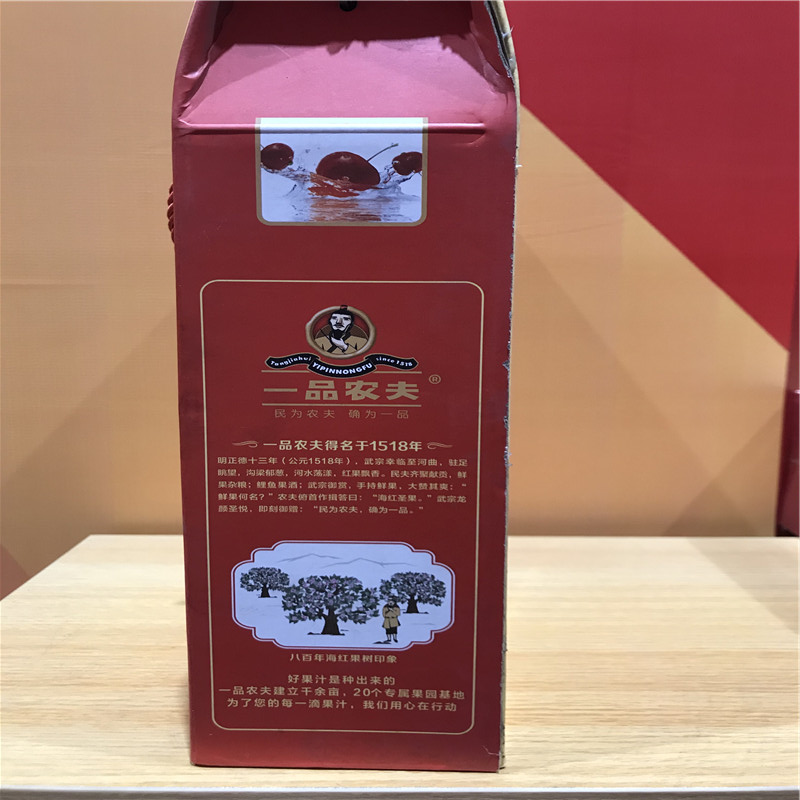 Tongjiahui YIPINNONGFU since1518
一品农夫®
民为农夫 确为一品
一品农夫得名于1518年
明正德十三年（公元1518年），武宗幸临至河曲，驻足
眺望，沟梁郁葱，河水荡漾，红果飘香。民夫齐聚献贡，鲜
果杂粮；鲤鱼果酒；武宗御赏，手持鲜果，大赞其爽：“
鲜果何名？”农夫俯首作揖答曰：“海红圣果。”武宗龙
颜圣悦，即刻御赠：“民为农夫，确为一品。”
八百年海红果树印象
好果汁是种出来的
一品农夫建立千余亩，20个专属果园基地
为了您的每一滴果汁，我们用心在行动